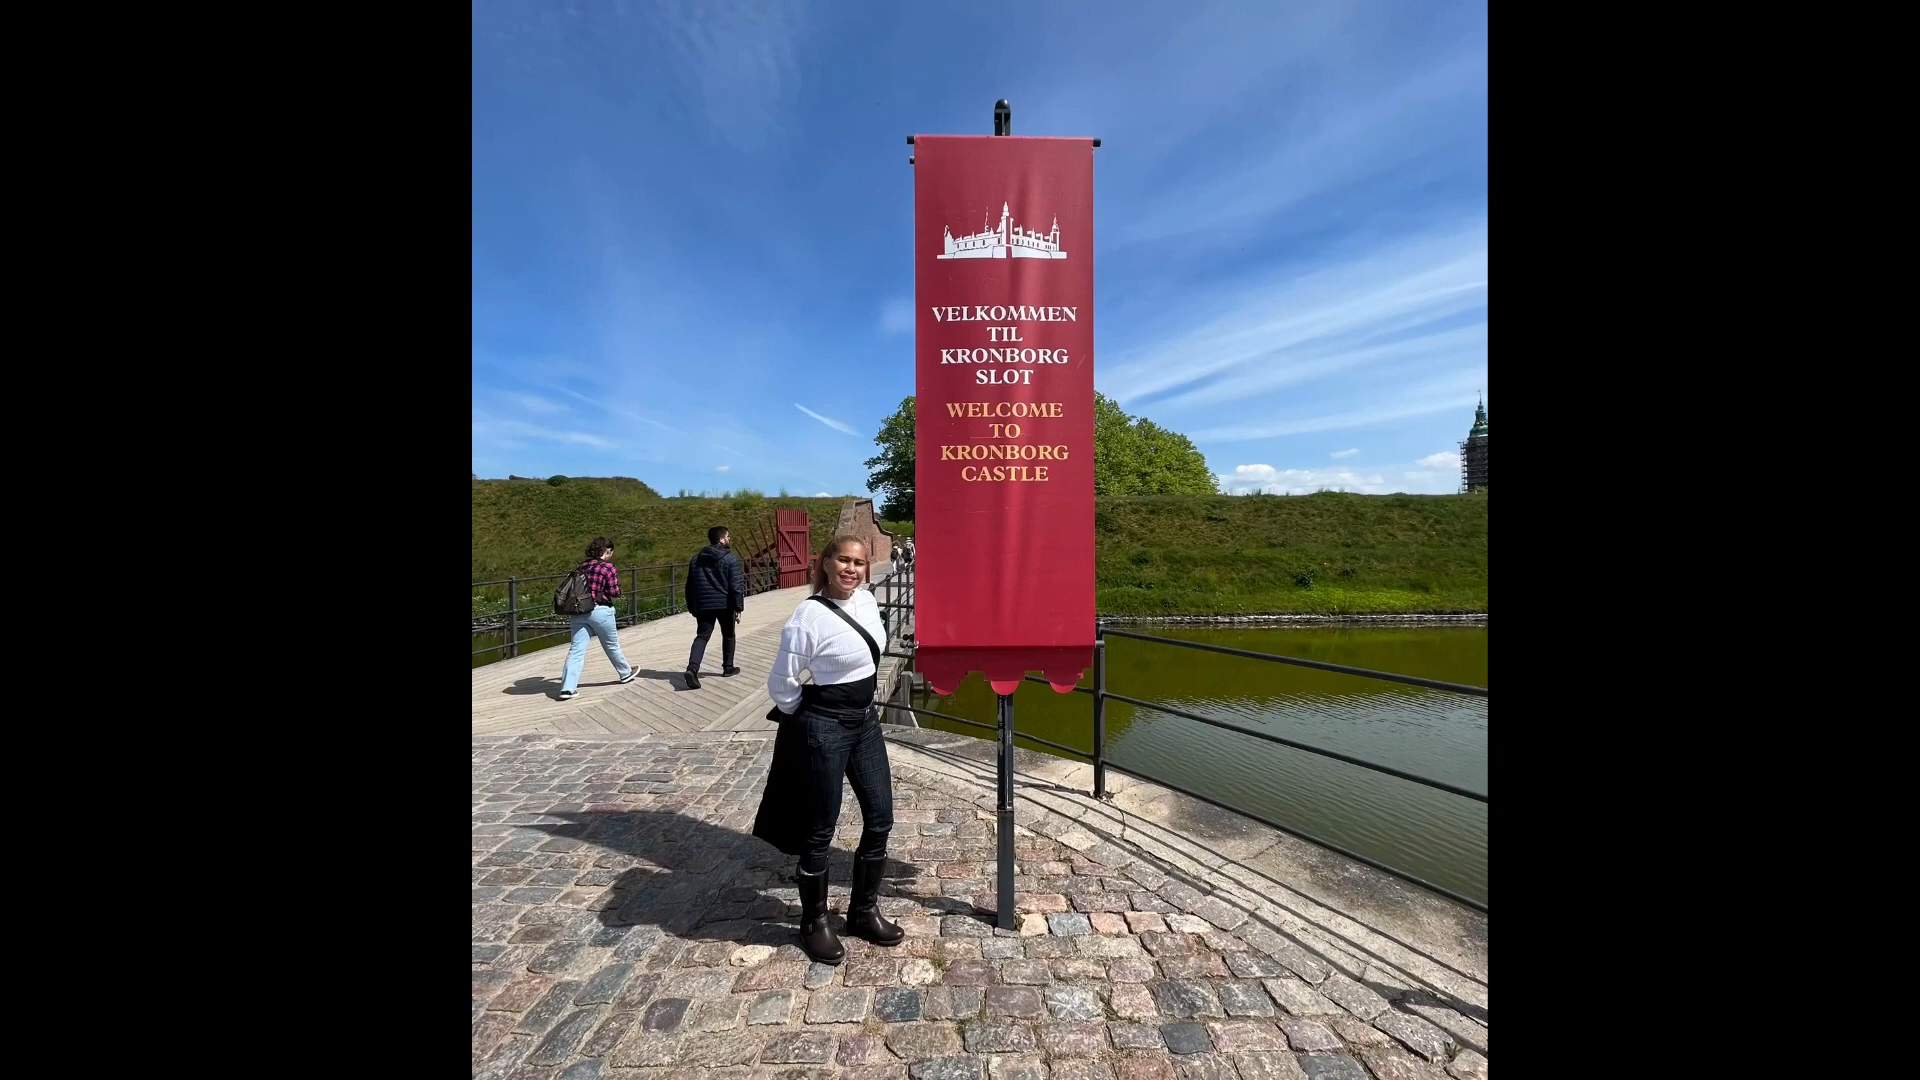 VELKOMMEN
TIL
KRONBORG
SLOT
WELCOME
TO
KRONBORG
CASTLE